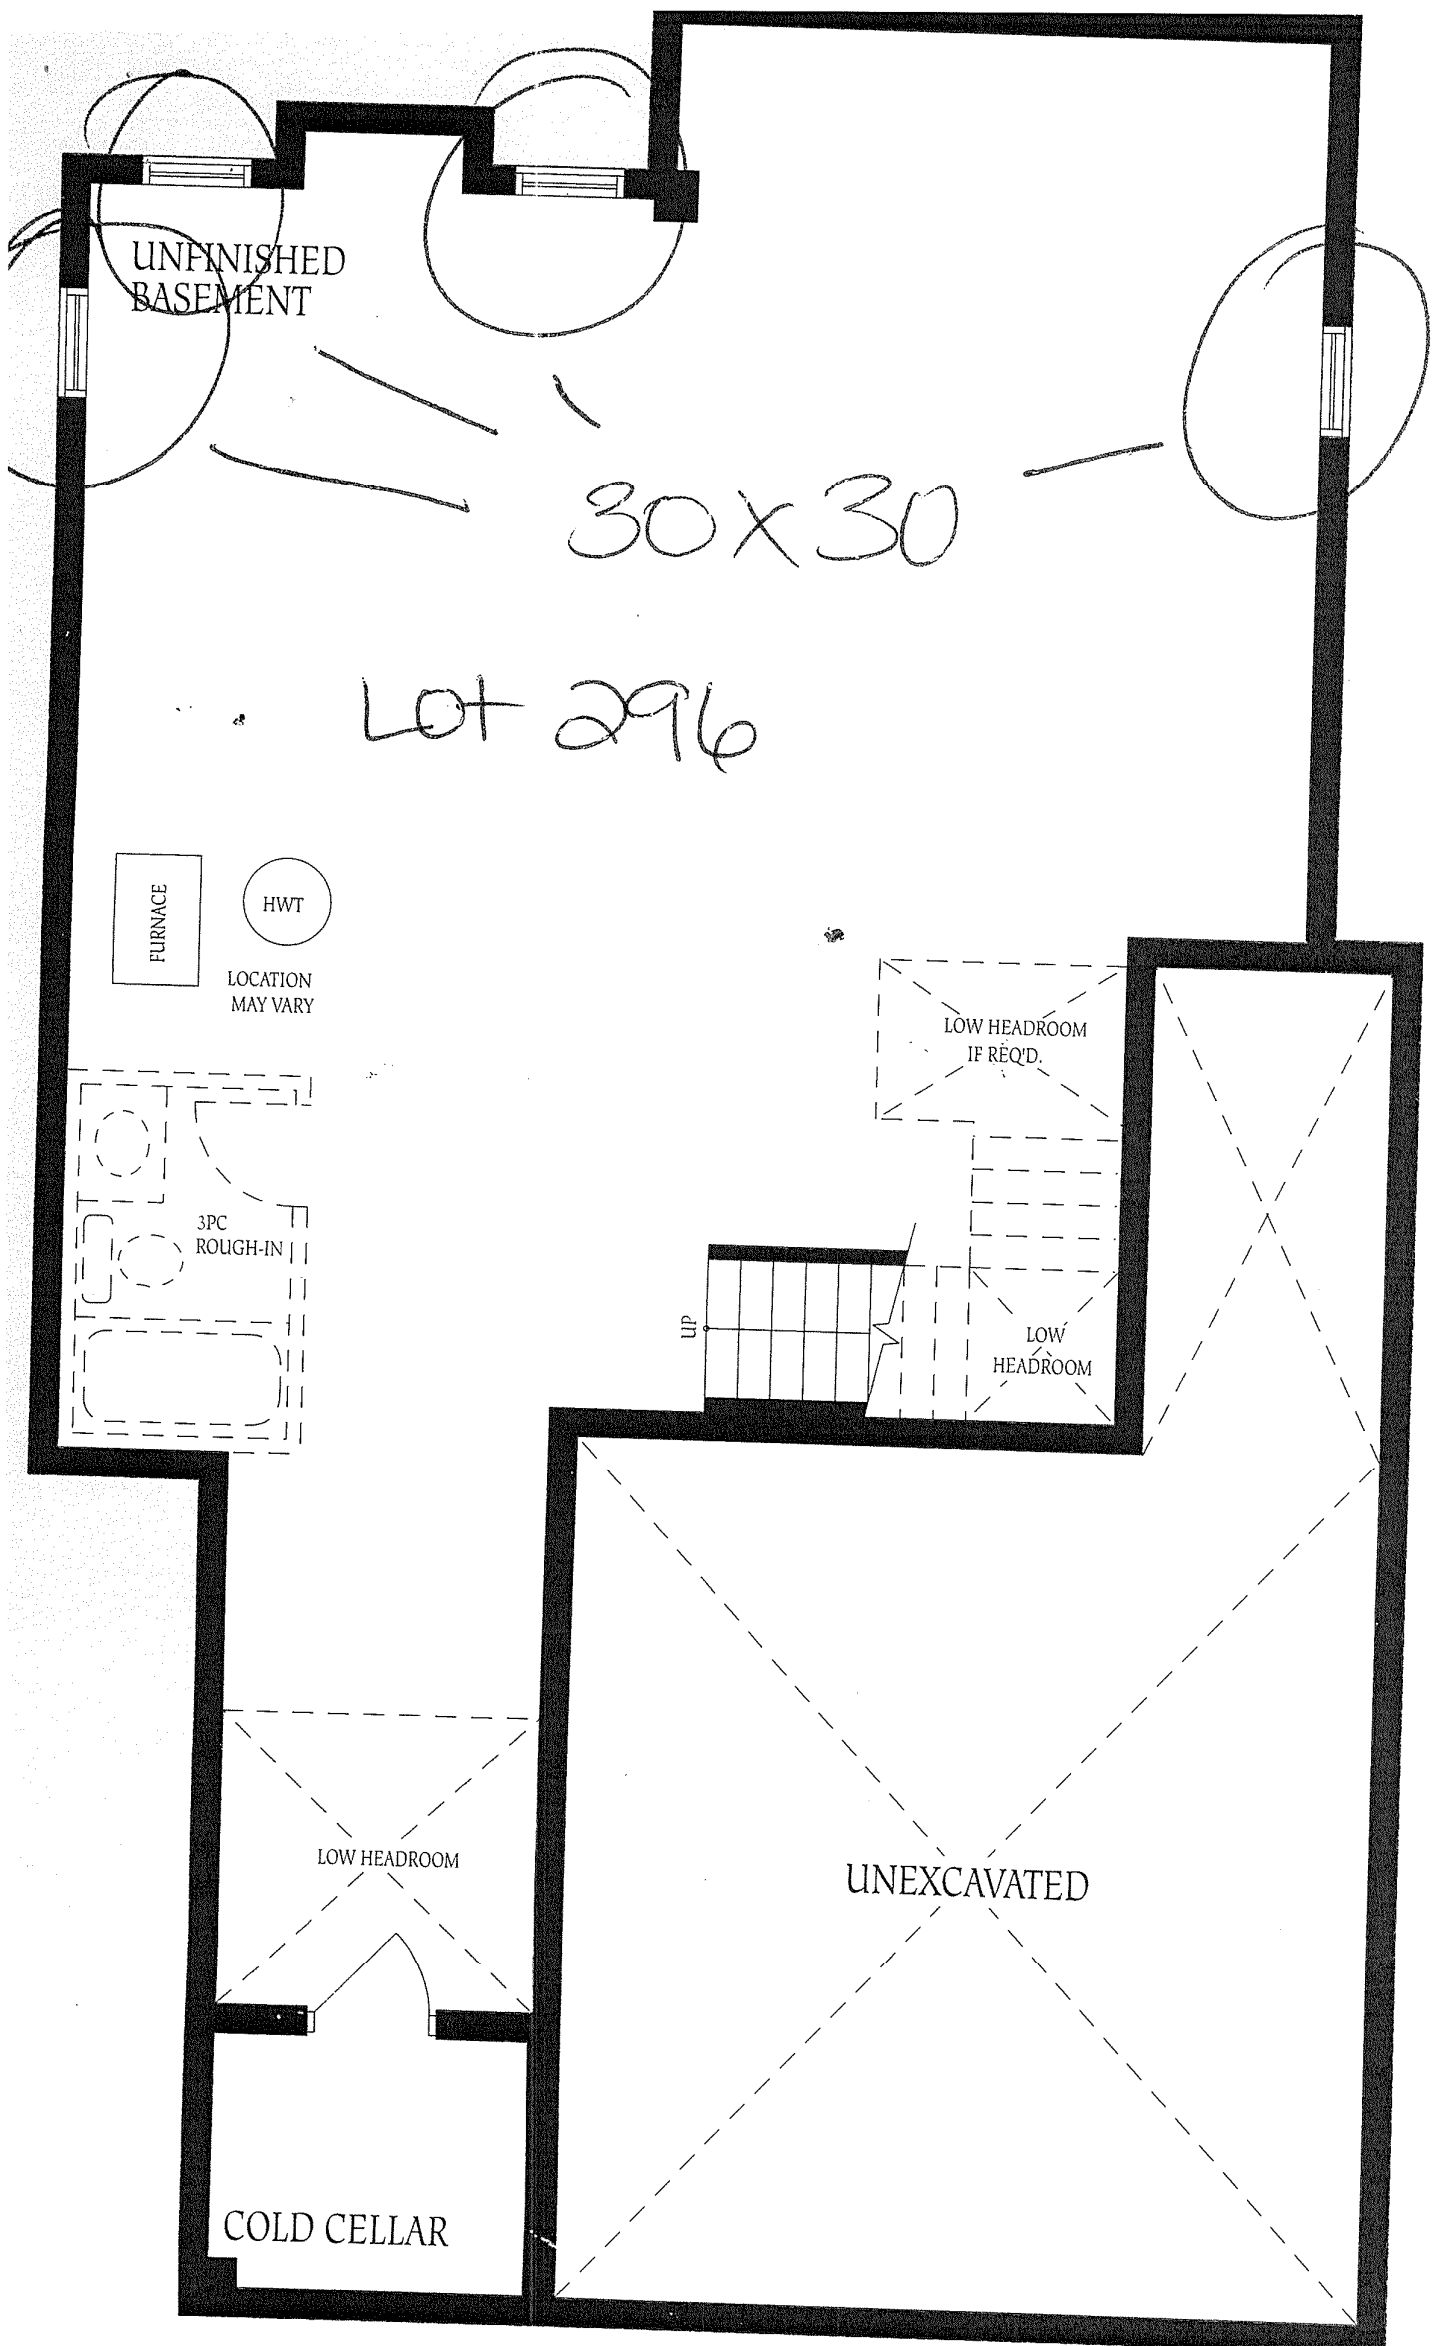 UNFINISHED
BASEMENT
30 X 30
Lot 296
FURNACE
HWT
LOCATION
MAY VARY
LOW HEADROOM
IF REQ'D.
3PC
ROUGH-IN
UP
LOW
HEADROOM
LOW HEADROOM
UNEXCAVATED
COLD CELLAR